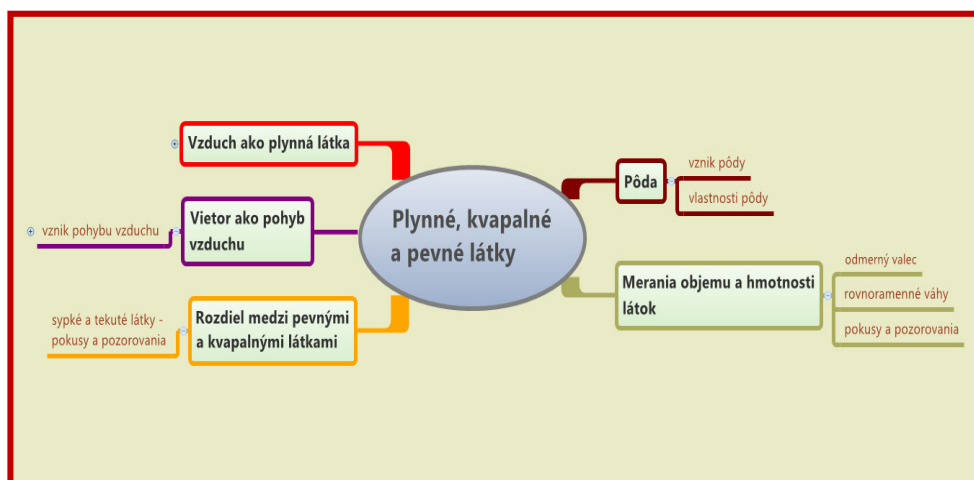 Plynné, kvapalné
a pevné látky
Vzduch ako plynná látka
Vietor ako pohyb
vzduchu
vznik pohybu vzduchu
Rozdiel medzi pevnými
a kvapalnými látkami
sypké a tekuté látky -
pokusy a pozorovania
Pôda
vznik pôdy
vlastnosti pôdy
Merania objemu a hmotnosti
látok
odmerný valec
rovnoramenné váhy
pokusy a pozorovania